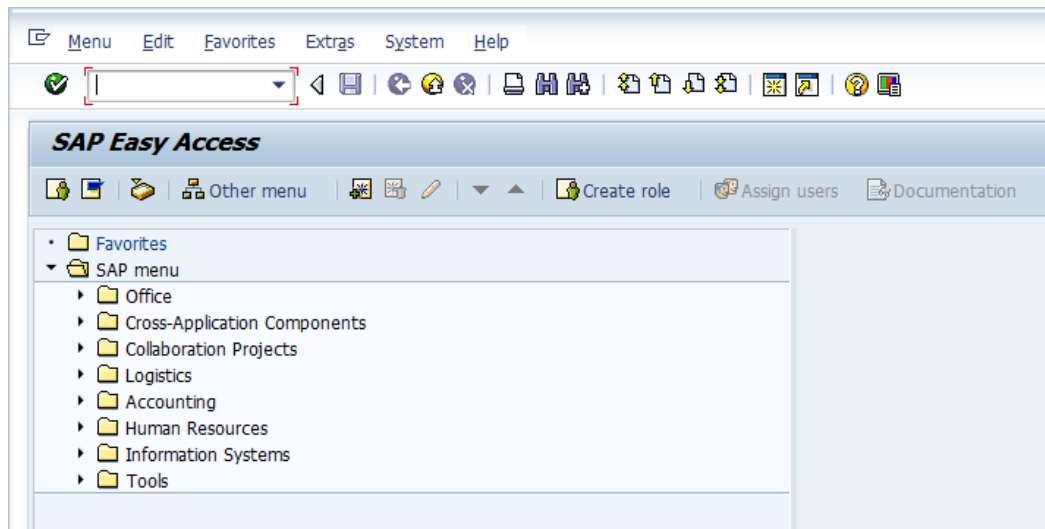 Menu Edit Favorites Extras System Help
SAP Easy Access
Other menu Create role Assign users Documentation
Favorites
SAP menu
Office
Cross-Application Components
Collaboration Projects
Logistics
Accounting
Human Resources
Information Systems
Tools